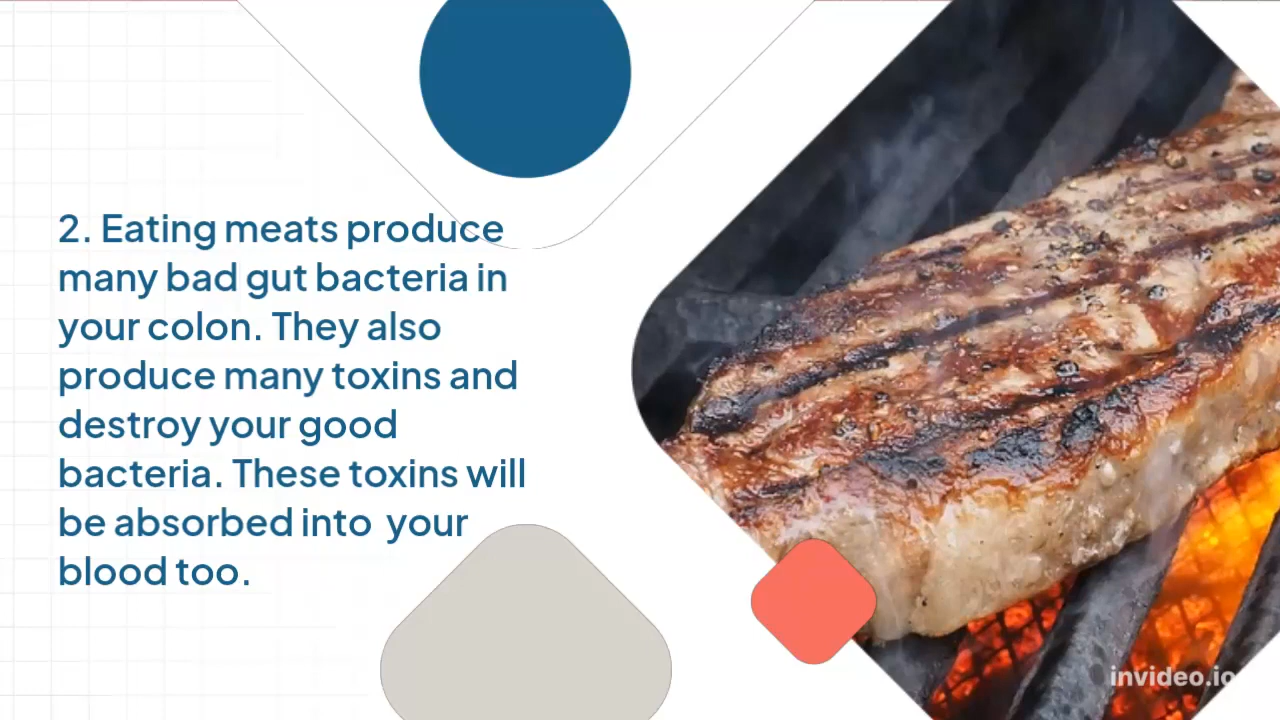 2. Eating meats produce
many bad gut bacteria in
your colon. They also
produce many toxins and
destroy your good
bacteria. These toxins will
be absorbed into  your
blood too.
invideo.io